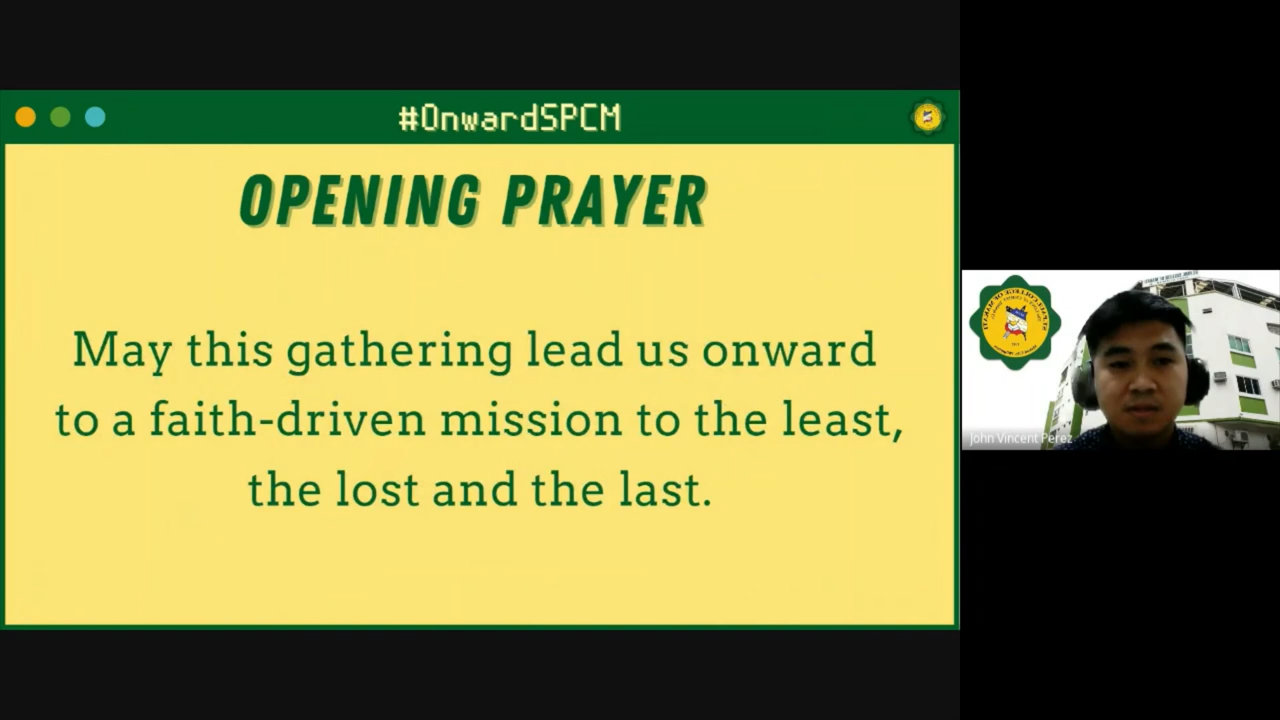 #OnwardSPCM
OPENING PRAYER
May this gathering lead us onward
to a faith-driven mission to the least,
the lost and the last.
John Vincent Perez